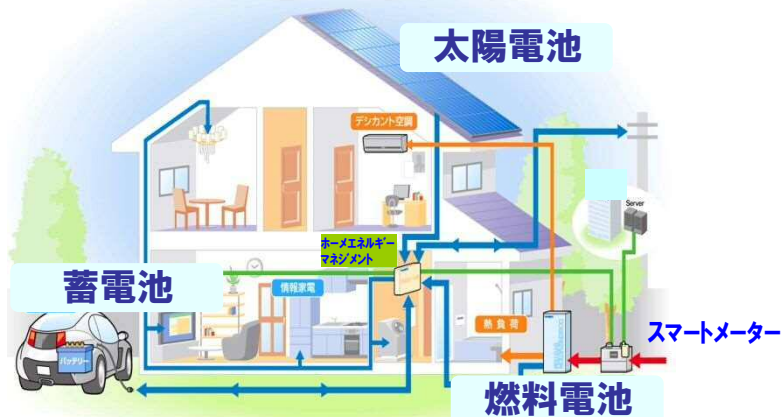 太陽電池
デシカント空調
Server
ホームエネルギー
マネジメント
蓄電池
情報家電
バッテリー
熱負荷
スマートメーター
燃料電池